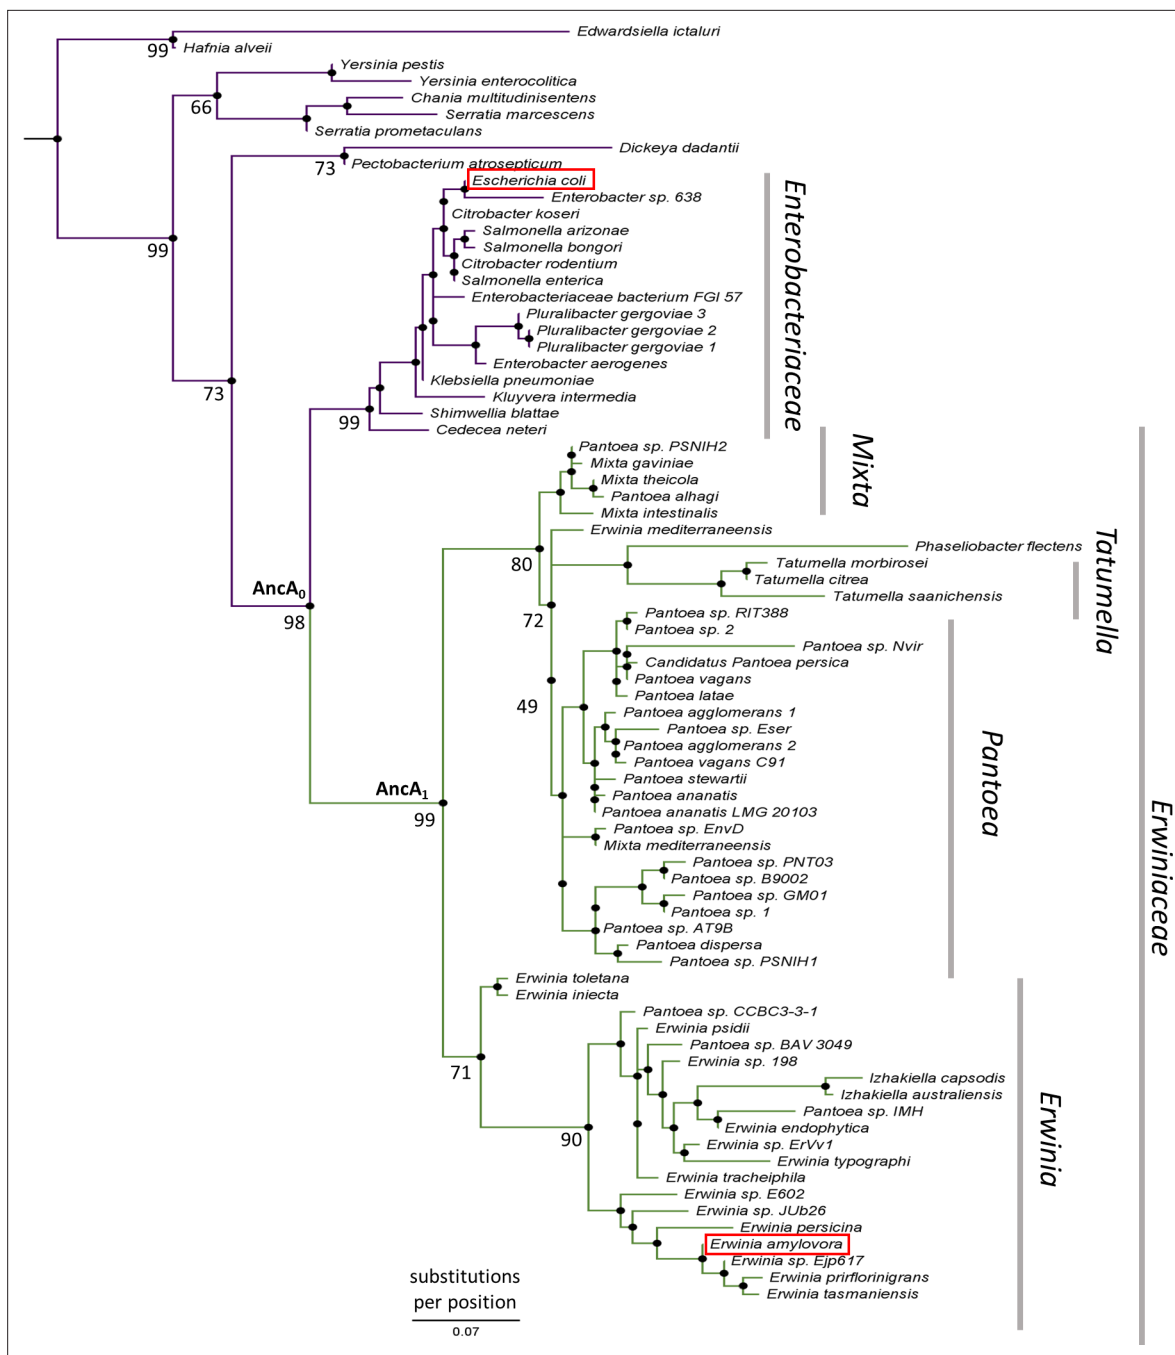 Edwardsiella ictaluri
99
Hafnia alveii
Yersinia pestis
Yersinia enterocolitica
66
Chania multitudinisentens
Serratia marcescens
Serratia prometaculans
Dickeya dadantii
73
Pectobacterium atrosepticum
Escherichia coli
Enterobacter sp. 638
Citrobacter koseri
Salmonella arizonae
Salmonella bongori
99
Citrobacter rodentium
Salmonella enterica
Enterobacteriaceae bacterium FGI 57
Pluralibacter gergoviae 3
Pluralibacter gergoviae 2
Pluralibacter gergoviae 1
Enterobacter aerogenes
73
Klebsiella pneumoniae
Kluyvera intermedia
99
Shimwellia blattae
Cedecea neteri
Enterobacteriaceae
Pantoea sp. PSNIH2
Mixta gaviniae
Mixta theicola
Pantoea alhagi
Mixta intestinalis
Mixta
Erwinia mediterraneensis
80
Phaseliobacter flectens
Tatumella morbirosei
Tatumella citrea
Tatumella saanichensis
Tatumella
AncA0
98
72
Pantoea sp. RIT388
Pantoea sp. 2
Pantoea sp. Nvir
Candidatus Pantoea persica
Pantoea vagans
Pantoea latae
49
Pantoea agglomerans 1
Pantoea sp. Eser
Pantoea agglomerans 2
Pantoea vagans C91
Pantoea stewartii
Pantoea ananatis
Pantoea ananatis LMG 20103
AncA1
99
Pantoea sp. EnvD
Mixta mediterraneensis
Pantoea sp. PNT03
Pantoea sp. B9002
Pantoea sp. GM01
Pantoea sp. 1
Pantoea sp. AT9B
Pantoea dispersa
Pantoea sp. PSNIH1
Pantoea
Erwiniaceae
Erwinia toletana
Erwinia iniecta
71
Pantoea sp. CCBC3-3-1
Erwinia psidii
Pantoea sp. BAV 3049
Erwinia sp. 198
Izhakiella capsodis
Izhakiella australiensis
Pantoea sp. IMH
Erwinia endophytica
90
Erwinia sp. ErVv1
Erwinia typographi
Erwinia tracheiphila
Erwinia sp. E602
Erwinia sp. JUb26
Erwinia persicina
Erwinia amylovora
Erwinia sp. Ejp617
Erwinia prirflorinigrans
Erwinia tasmaniensis
Erwinia
substitutions
per position
0.07